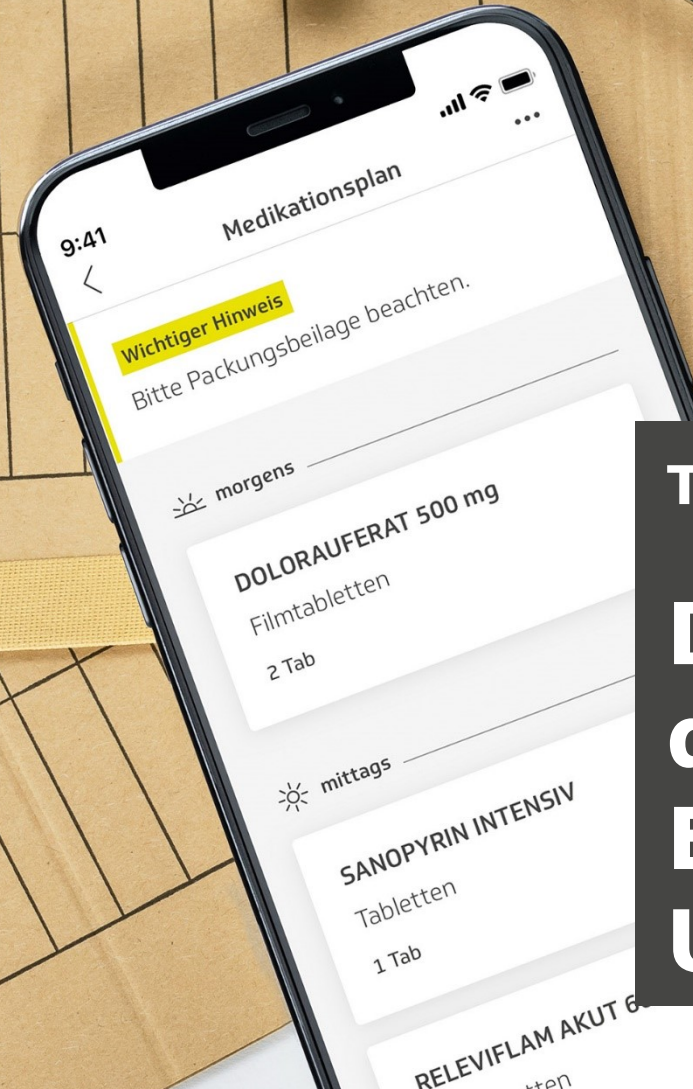 9:41
Medikationsplan
Wichtiger Hinweis
Bitte Packungsbeilage beachten.
morgens
DOLORAUFERAT 500 mg
Filmtabletten
2 Tab
mittags
SANOPYRIN INTENSIV
Tabletten
1 Tab
RELEVIFLAM AKUT